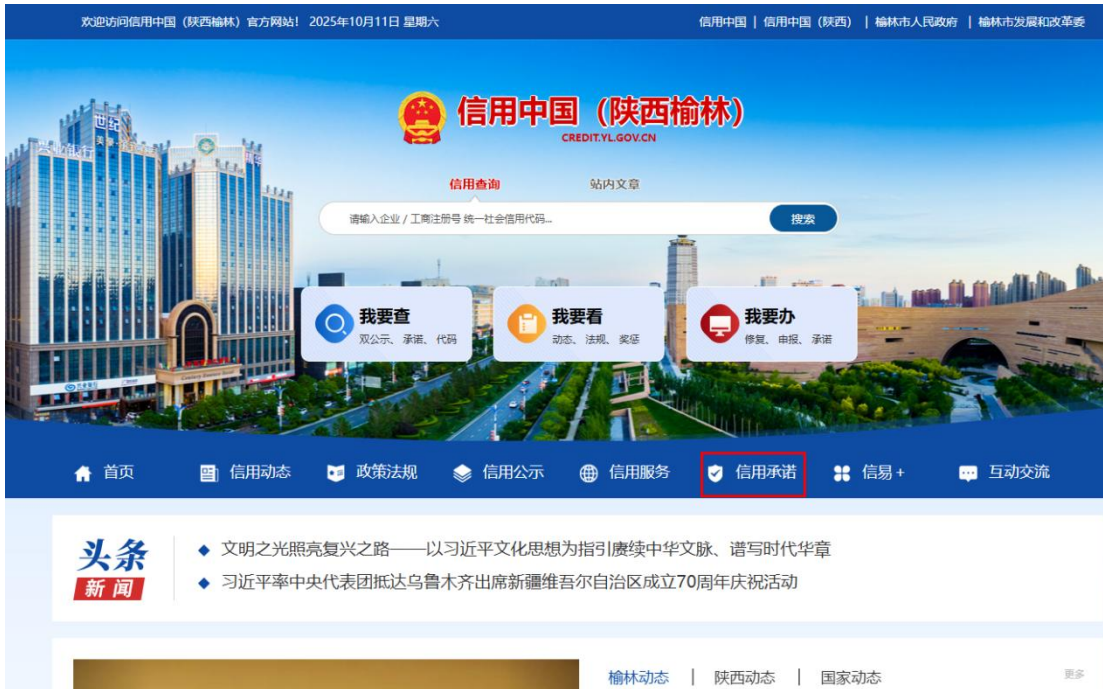 欢迎访问信用中国（陕西榆林）官方网站！ 2025年10月11日 星期六
信用中国 | 信用中国（陕西） | 榆林市人民政府 | 榆林市发展和改革委
信用中国（陕西榆林）
CREDIT.YL.GOV.CN
信用查询 站内文章
请输入企业 / 工商注册号 统一社会信用代码... 搜索
世纪
我要查
双公示、承诺、代码
我要看
动态、法规、奖惩
我要办
修复、申报、承诺
首页 信用动态 政策法规 信用公示 信用服务 信用承诺 信易+ 互动交流
头条
新闻
文明之光照亮复兴之路——以习近平文化思想为指引赓续中华文脉、谱写时代华章
习近平率中央代表团抵达乌鲁木齐出席新疆维吾尔自治区成立70周年庆祝活动
榆林动态 | 陕西动态 | 国家动态 更多